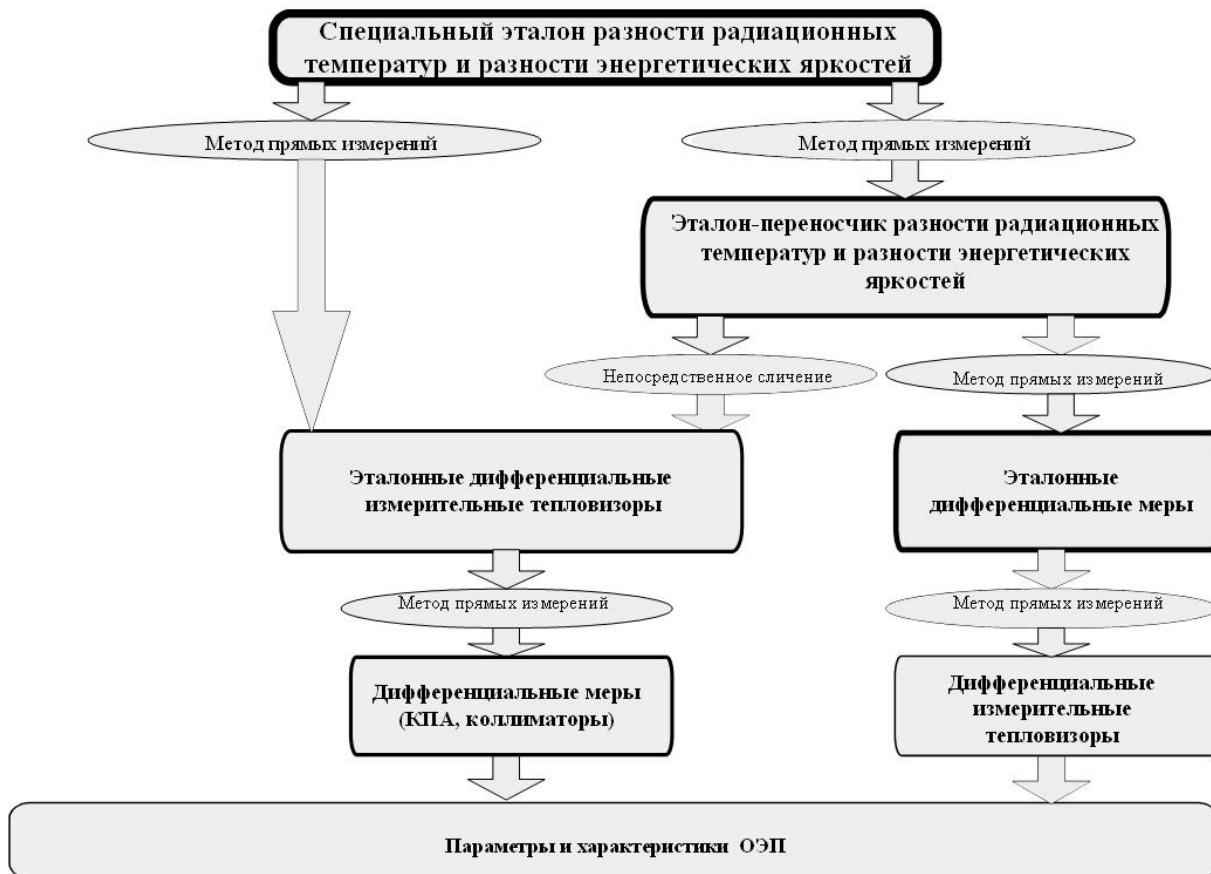 Специальный эталон разности радиационных
температур и разности энергетических яркостей
Метод прямых измерений
Метод прямых измерений
Эталон-переносчик разности радиационных
температур и разности энергетических
яркостей
Непосредственное сличение
Метод прямых измерений
Эталонные дифференциальные
измерительные тепловизоры
Эталонные
дифференциальные меры
Метод прямых измерений
Метод прямых измерений
Дифференциальные меры
(КПА, коллиматоры)
Дифференциальные
измерительные
тепловизоры
Параметры и характеристики ОЭП